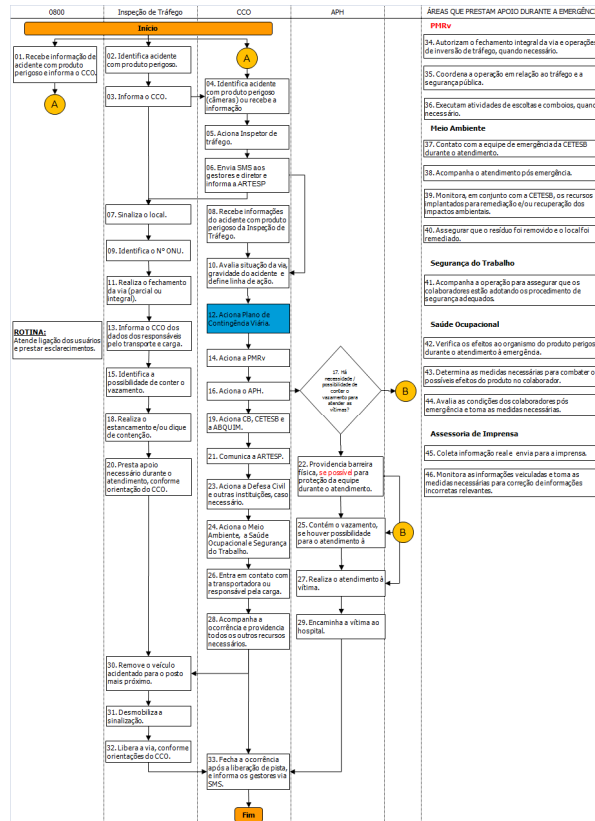 0800
Inspeção de Tráfego
CCO
APH
ÁREAS QUE PRESTAM APOIO DURANTE A EMERGÊNCI
Início
01. Recebe informação de
acidente com produto
perigoso e informa o CCO.
A
ROTINA:
Atende ligação dos usuários
e prestar esclarecimentos.
02. Identifica acidente
com produto perigoso.
03. Informa o CCO.
07. Sinaliza o local.
09. Identifica o Nº ONU.
11. Realiza o fechamento
da via (parcial ou
integral).
13. Informa o CCO dos
dados dos responsáveis
pelo transporte e carga.
15. Identifica a
possibilidade de conter o
vazamento.
18. Realiza o
estancamento e/ou dique
de contenção.
20. Presta apoio
necessário durante o
atendimento, conforme
orientação do CCO.
30. Remove o veículo
acidentado para o posto
mais próximo.
31. Desmobiliza a
sinalização.
32. Libera a via, conforme
orientações do CCO.
A
04. Identifica acidente
com produto perigoso
(câmeras) ou recebe a
informação
05. Aciona Inspetor de
tráfego.
06. Envia SMS aos
gestores e diretor e
informa a ARTESP
08. Recebe informações
do acidente com produto
perigoso da Inspeção de
Tráfego.
10. Avalia situação da via,
gravidade do acidente e
define linha de ação.
12. Aciona Plano de
Contingência Viária.
14. Aciona a PMRv
16. Aciona o APH.
19. Aciona CB, CETESB e
a ABIQUIM.
21. Comunica a ARTESP.
23. Aciona a Defesa Civil
e outras instituições, caso
necessário.
24. Aciona o Meio
Ambiente, a Saúde
Ocupacional e Segurança
do Trabalho.
26. Entra em contato com
a transportadora ou
responsável pela carga.
28. Acompanha a
ocorrência e providencia
todos os outros recursos
necessários.
33. Fecha a ocorrência
após a liberação de pista,
e informa os gestores via
SMS.
Fim
17. Há
necessidade /
possibilidade de
conter o
vazamento para
atender as
vítimas?
B
22. Providencia barreira
física, se possível para
proteção da equipe
durante o atendimento.
25. Contém o vazamento,
se houver possibilidade
para o atendimento à
B
27. Realiza o atendimento à
vítima.
29. Encaminha a vítima ao
hospital.
PMRv
34. Autorizam o fechamento integral da via e operações
de inversão de tráfego, quando necessário.
35. Coordena a operação em relação ao tráfego e a
segurança pública.
36. Executam atividades de escoltas e comboios, quand
necessário.
Meio Ambiente
37. Contato com a equipe de emergência da CETESB
durante o atendimento.
38. Acompanha o atendimento pós emergência.
39. Monitora, em conjunto com a CETESB, os recursos
implantados para remediação e/ou recuperação dos
impactos ambientais.
40. Assegurar que o resíduo foi removido e o local foi
remediado.
Segurança do Trabalho
41. Acompanha a operação para assegurar que os
colaboradores estão adotando os procedimento de
segurança adequados.
Saúde Ocupacional
42. Verifica os efeitos ao organismo do produto perigos
durante o atendimento à emergência.
43. Determina as medidas necessárias para combater o
possíveis efeitos do produto no colaborador.
44. Avalia as condições dos colaboradores pós
emergência e toma as medidas necessárias.
Assessoria de Imprensa
45. Coleta infomação real e envia para a imprensa.
46. Monitora as informações veiculadas e toma as
medidas necessárias para correção de informações
incorretas relevantes.